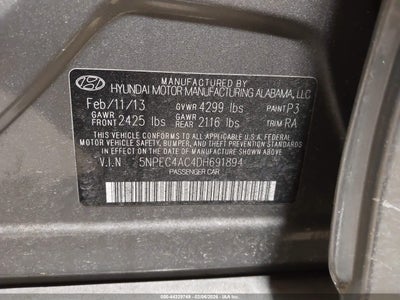 MANUFACTURED BY
HYUNDAI MOTOR MANUFACTURING ALABAMA, LLC
Feb/11/13 GVWR 4299 lbs PAINT P3
GAWR FRONT 2425 lbs GAWR REAR 2116 lbs TRIM RA
THIS VEHICLE CONFORMS TO ALL APPLICABLE U.S.A. FEDERAL
MOTOR VEHICLE SAFETY, BUMPER, AND THEFT PREVENTION STANDARDS
IN EFFECT ON THE DATE OF MANUFACTURE SHOWN ABOVE.
V.I.N 5NPEC4AC4DH691894
PASSENGER CAR